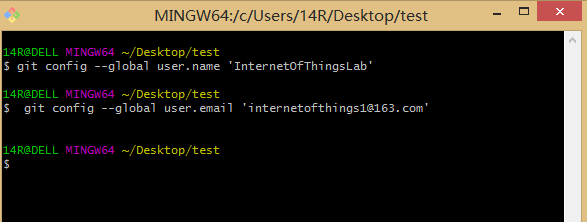 MINGW64:/c/Users/14R/Desktop/test
14R@DELL MINGW64 ~/Desktop/test
$ git config --global user.name 'InternetOfThingsLab'
14R@DELL MINGW64 ~/Desktop/test
$  git config --global user.email 'internetofthings1@163.com'
14R@DELL MINGW64 ~/Desktop/test
$